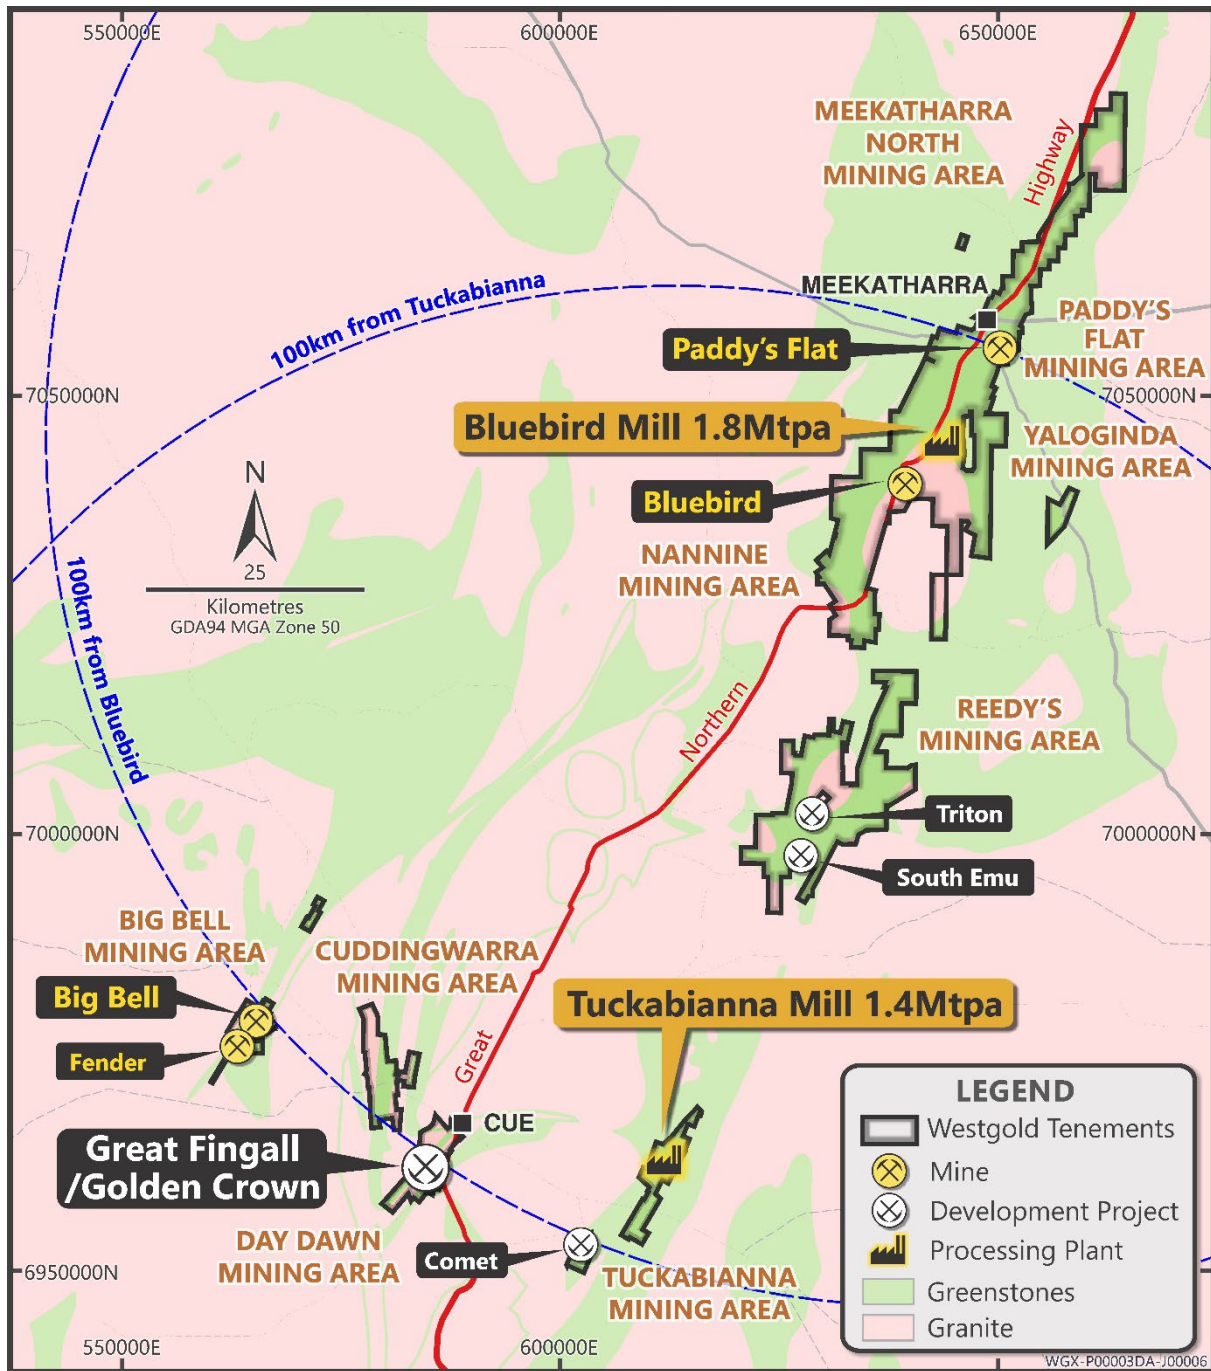 550000E
600000E
650000E
MEEKATHARRA
NORTH
MINING AREA
Highway
100km from Tuckabianna
MEEKATHARRA
Paddy's Flat
PADDY'S
FLAT
MINING AREA
7050000N
7050000N
Bluebird Mill 1.8Mtpa
YALOGINDA
MINING AREA
N
25
Kilometres
GDA94 MGA Zone 50
Bluebird
NANNINE
MINING AREA
100km from Bluebird
Northern
REEDY'S
MINING AREA
Triton
7000000N
7000000N
South Emu
BIG BELL
MINING AREA
CUDDINGWARRA
MINING AREA
Big Bell
Fender
Tuckabianna Mill 1.4Mtpa
Great
CUE
Great Fingall
/Golden Crown
DAY DAWN
MINING AREA
Comet
TUCKABIANNA
MINING AREA
6950000N
LEGEND
Westgold Tenements
Mine
Development Project
Processing Plant
Greenstones
Granite
550000E
600000E
WGX-P00003DA-J00006